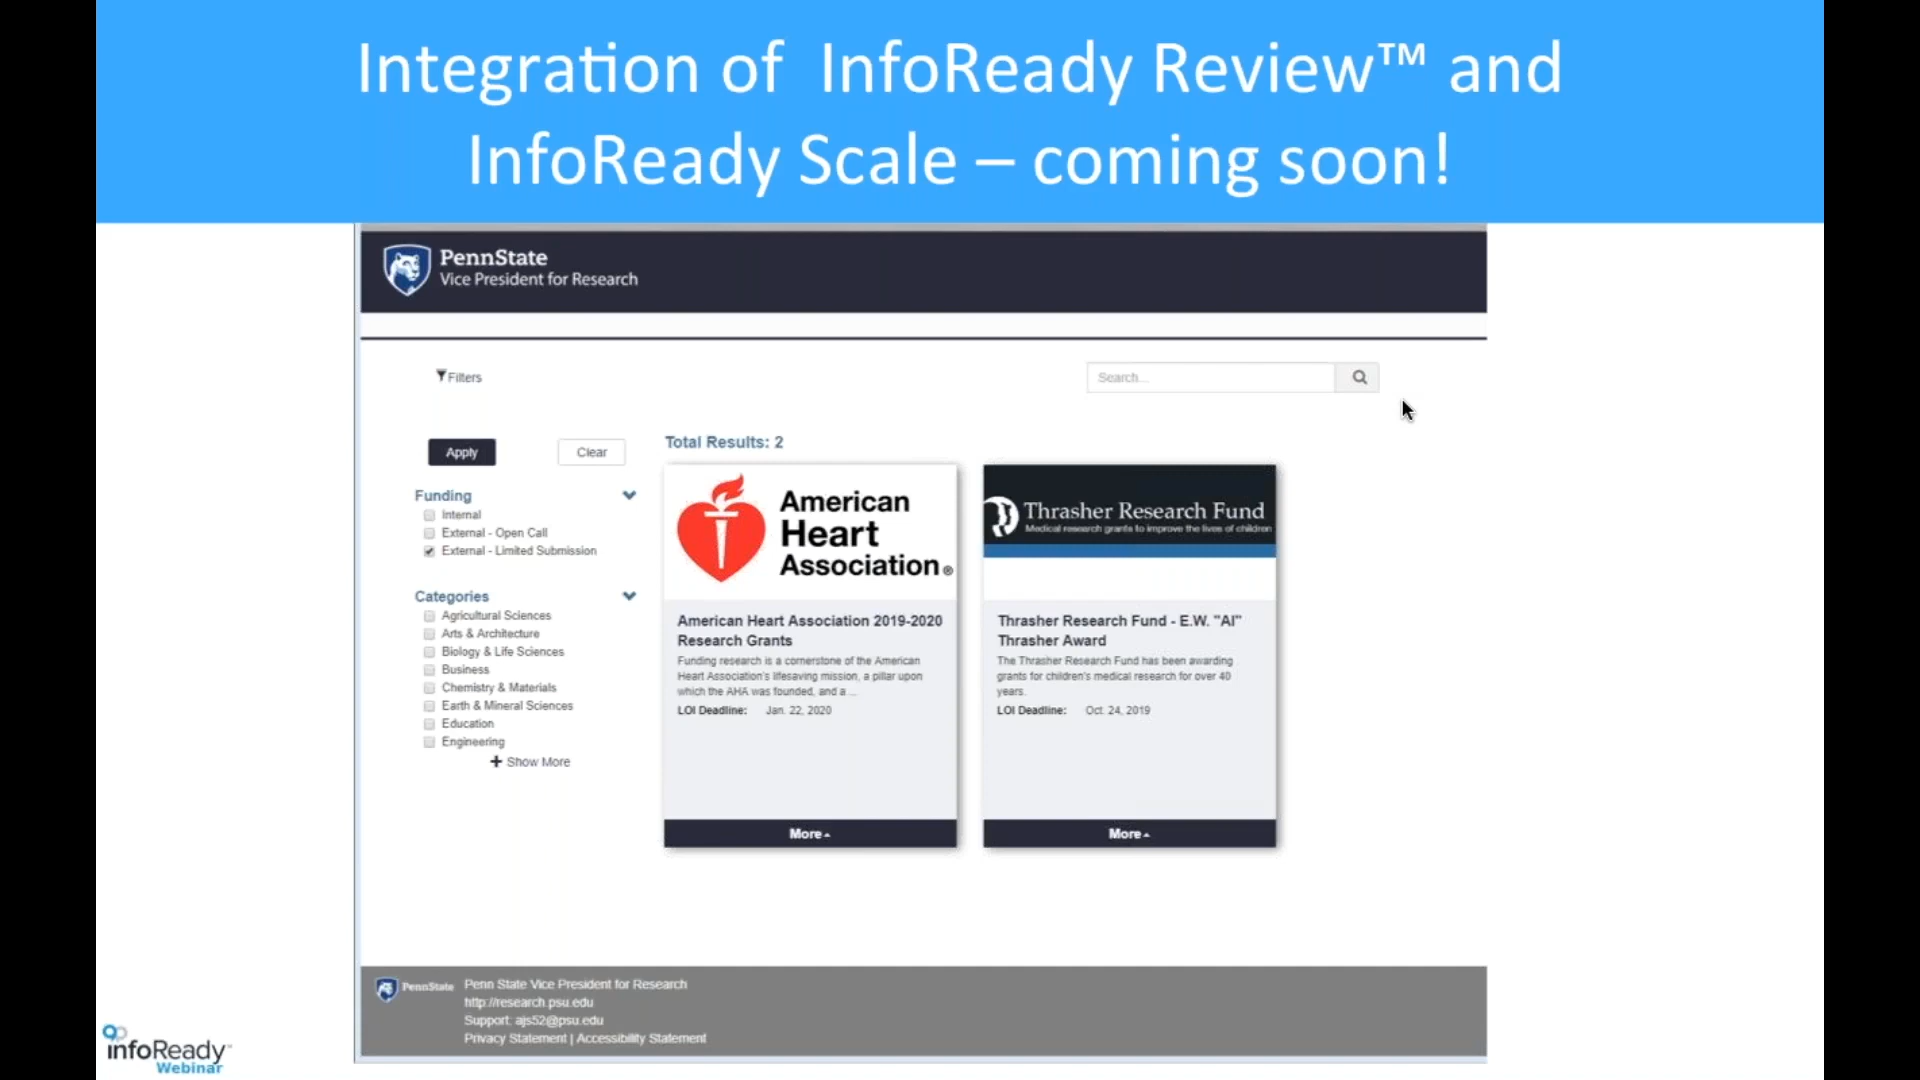 Integration of InfoReady Review™ and
InfoReady Scale – coming soon!
PennState
Vice President for Research
Filters
Search...
Apply
Clear
Total Results: 2
Funding
Internal
External - Open Call
External - Limited Submission
Categories
Agricultural Sciences
Arts & Architecture
Biology & Life Sciences
Business
Chemistry & Materials
Earth & Mineral Sciences
Education
Engineering
Show More
American
Heart
Association®
American Heart Association 2019-2020
Research Grants
Funding research is a cornerstone of the American
Heart Association's lifesaving mission, a pillar upon
which the AHA was founded, and a ...
LOI Deadline: Jan. 22, 2020
More
Thrasher Research Fund
Medical research grants to improve the lives of children
Thrasher Research Fund - E.W. "Al"
Thrasher Award
The Thrasher Research Fund has been awarding
grants for children's medical research for over 40
years.
LOI Deadline: Oct. 24, 2019
More
PennState
Penn State Vice President for Research
http://research.psu.edu
Support: ajs52@psu.edu
Privacy Statement | Accessibility Statement
infoReady™
Webinar